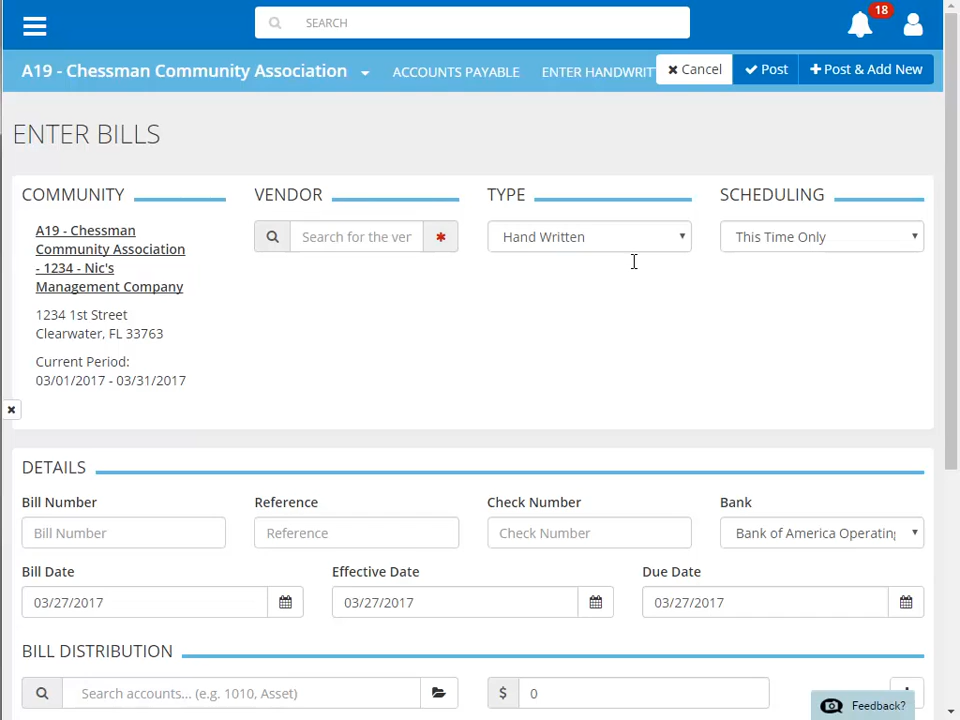 SEARCH
18
A19 - Chessman Community Association
ACCOUNTS PAYABLE
ENTER HANDWRIT
Cancel
Post
Post & Add New
ENTER BILLS
COMMUNITY
VENDOR
TYPE
SCHEDULING
A19 - Chessman
Community Association
- 1234 - Nic's
Management Company
Search for the ver
Hand Written
This Time Only
1234 1st Street
Clearwater, FL 33763
Current Period:
03/01/2017 - 03/31/2017
DETAILS
Bill Number
Reference
Check Number
Bank
Bill Number
Reference
Check Number
Bank of America Operating
Bill Date
Effective Date
Due Date
03/27/2017
03/27/2017
03/27/2017
BILL DISTRIBUTION
Search accounts... (e.g. 1010, Asset)
$ 0
Feedback?